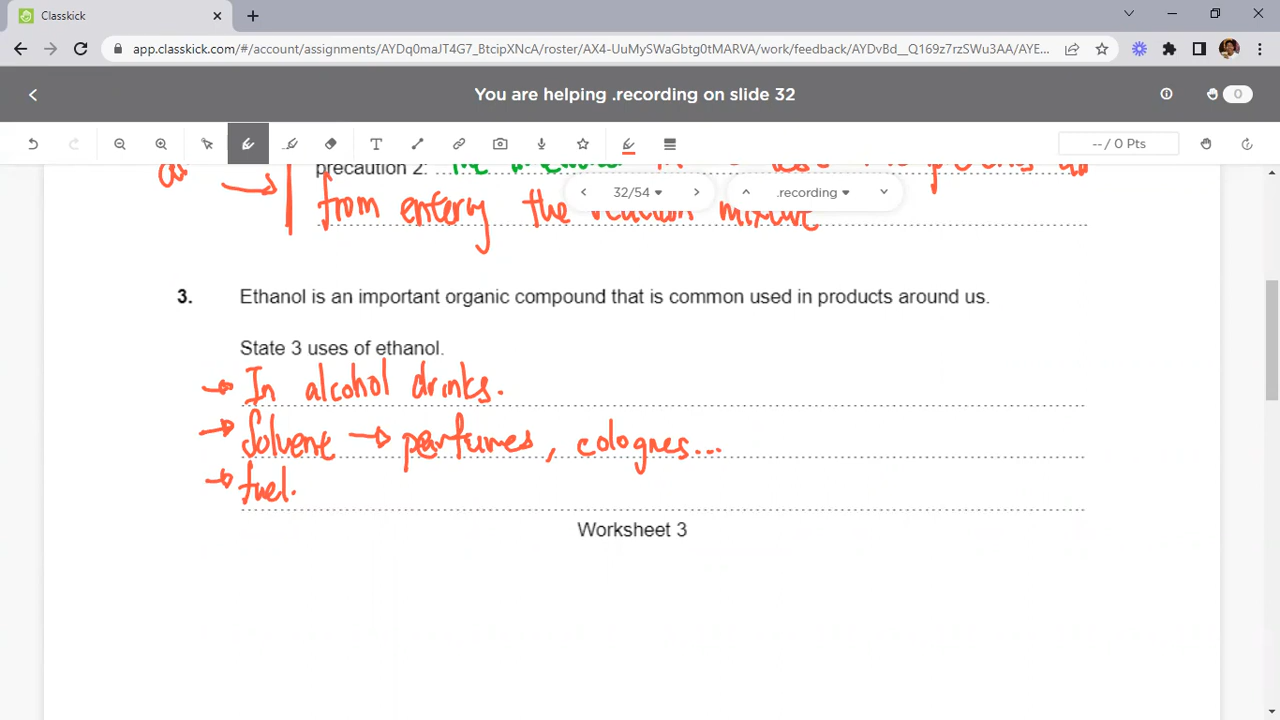 Classkick
app.classkick.com/#/account/assignments/AYDq0maJT4G7_BtcipXNcA/roster/AX4-UuMySWaGbtg0tMARVA/work/feedback/AYDvBd__Q169z7rzSWu3AA/AYE...
You are helping .recording on slide 32
0
-- / 0 Pts
precaution 2:
32/54
.recording
from entering the reaction mixture
3. Ethanol is an important organic compound that is common used in products around us.
State 3 uses of ethanol.
→ In alcohol drinks.
→ Solvent → perfumes, colognes...
→ fuel.
Worksheet 3